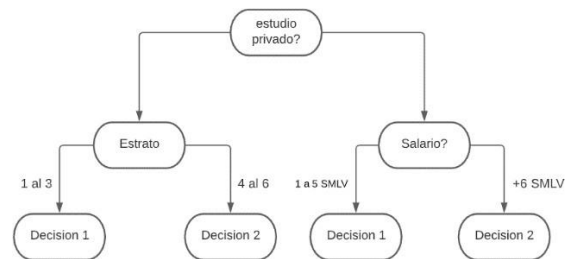 estudio
privado?
Estrato
Salario?
1 al 3
4 al 6
1 a 5 SMLV
+6 SMLV
Decision 1
Decision 2
Decision 1
Decision 2